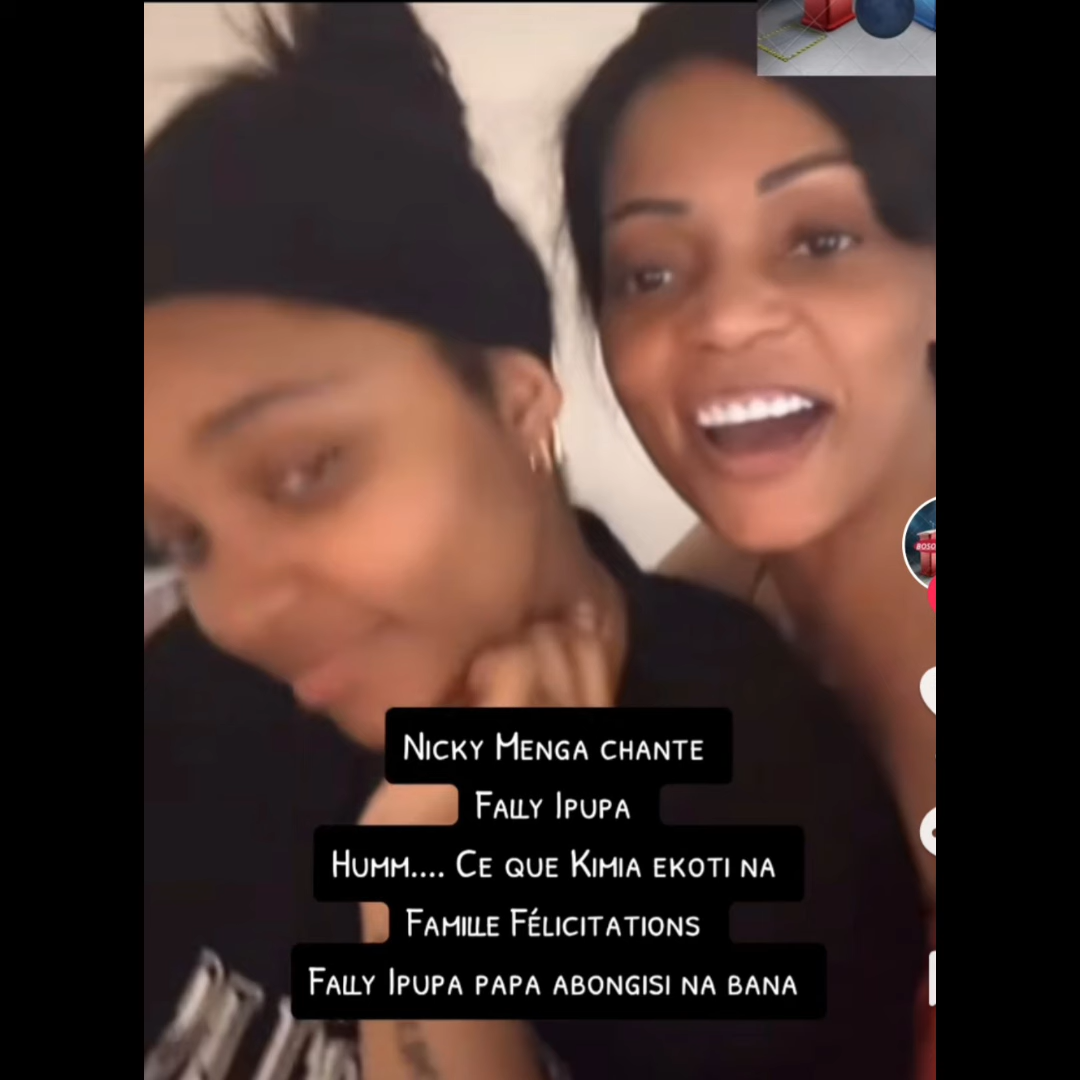 BOSO
Nicky Menga chante
Fally Ipupa
Humm.... Ce que Kimia ekoti na
Famille Félicitations
Fally Ipupa papa abongisi na bana